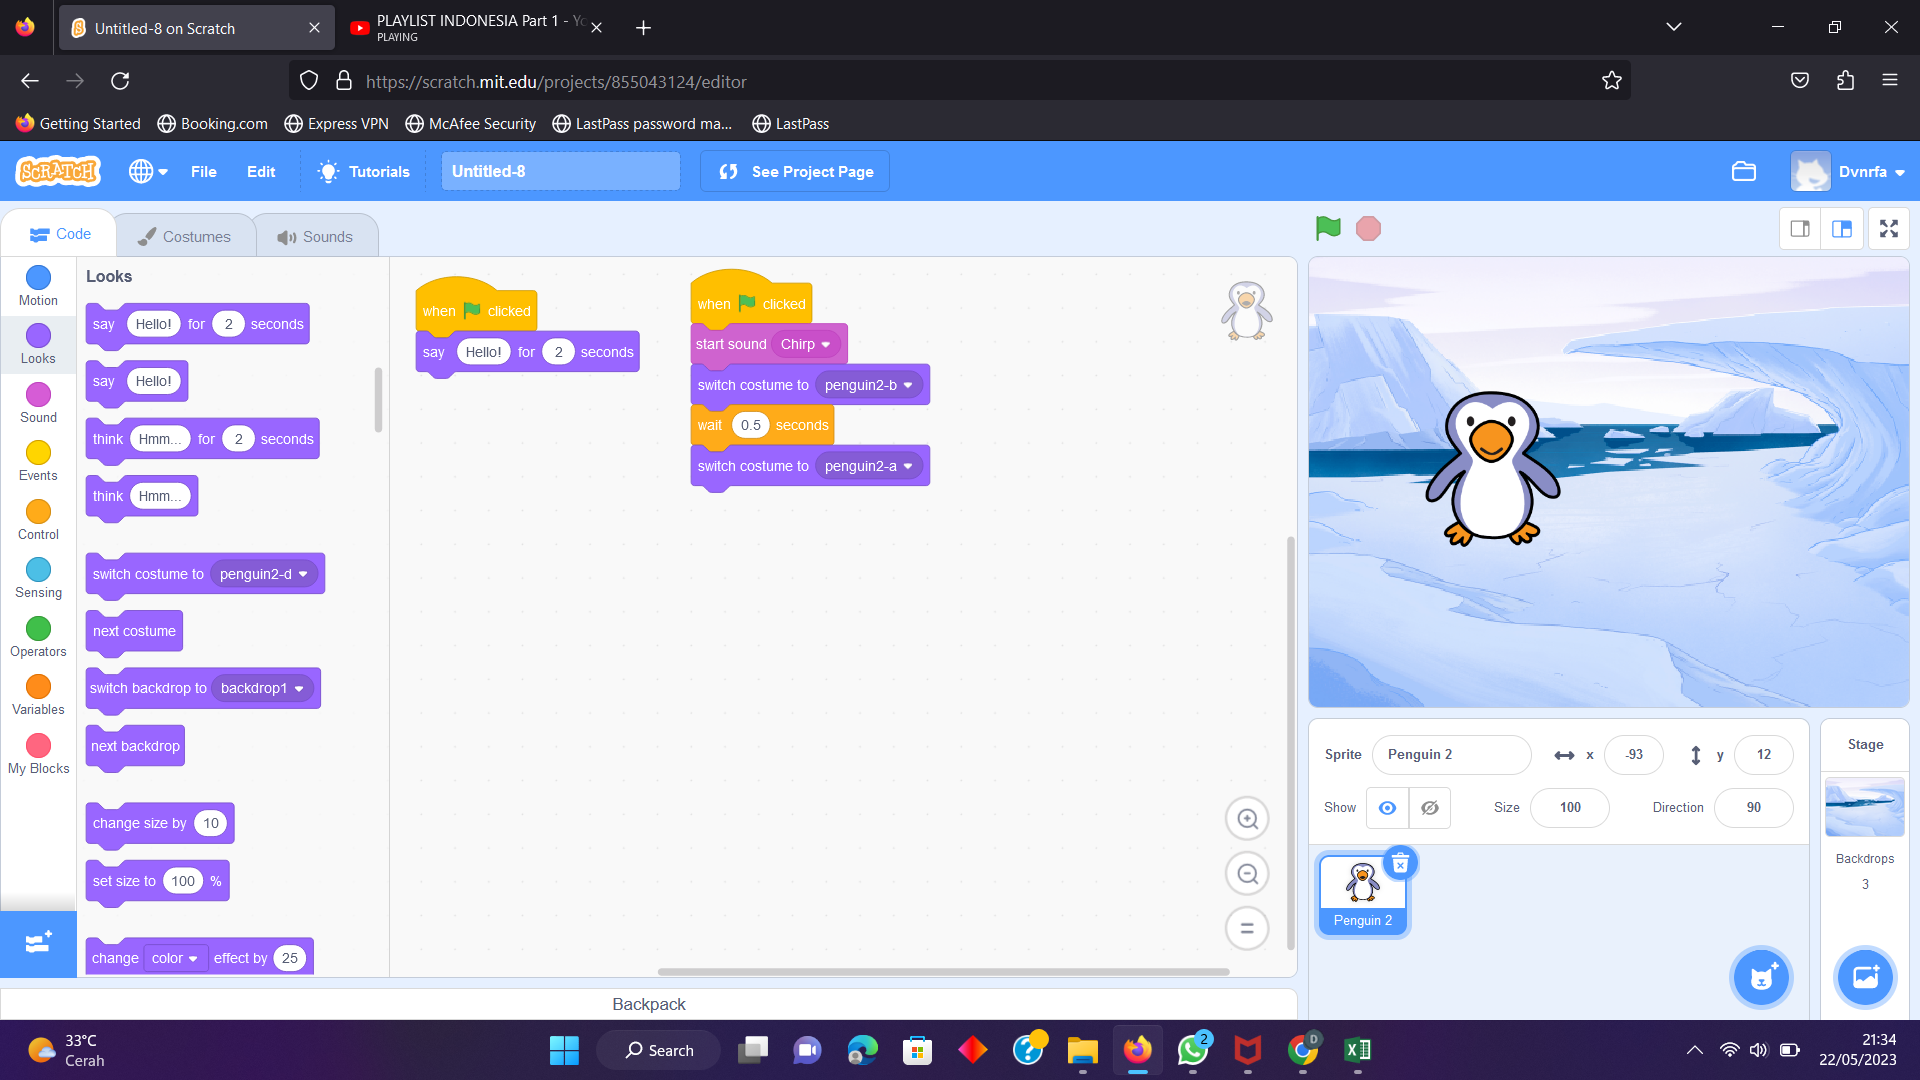 Untitled-8 on Scratch
PLAYLIST INDONESIA Part 1 - Yo
PLAYING
https://scratch.mit.edu/projects/855043124/editor
Getting Started Booking.com Express VPN McAfee Security LastPass password ma... LastPass
SCRATCH File Edit Tutorials Untitled-8 See Project Page Dvnrfa
Code Costumes Sounds
Motion
Looks
Sound
Events
Control
Sensing
Operators
Variables
My Blocks
Looks
say Hello! for 2 seconds
say Hello!
think Hmm... for 2 seconds
think Hmm...
switch costume to penguin2-d
next costume
switch backdrop to backdrop1
next backdrop
change size by 10
set size to 100 %
change color effect by 25
when clicked
say Hello! for 2 seconds
when clicked
start sound Chirp
switch costume to penguin2-b
wait 0.5 seconds
switch costume to penguin2-a
Sprite Penguin 2 x -93 y 12
Show Size 100 Direction 90
Penguin 2
Stage
Backdrops
3
Backpack
33°C
Cerah
Search
2
D
21:34
22/05/2023